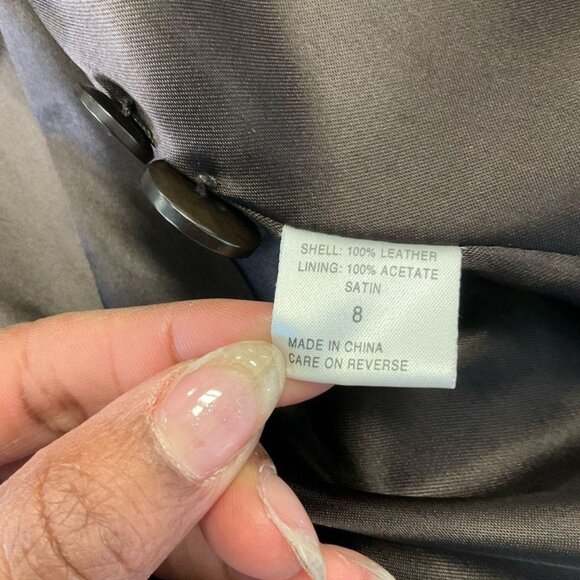 SHELL: 100% LEATHER
LINING: 100% ACETATE
SATIN
8
MADE IN CHINA
CARE ON REVERSE